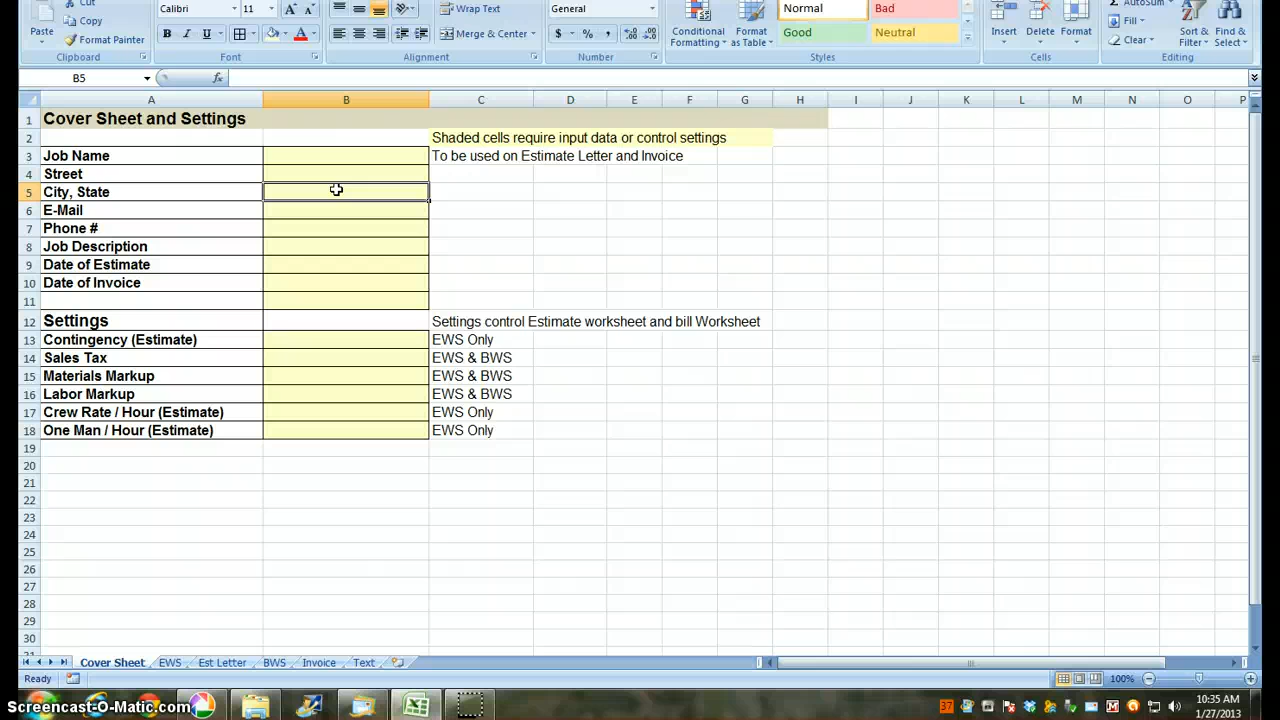 Cut
Calibri 11 Wrap Text General Normal Bad AutoSum
Copy
Paste Format Painter B I U Merge & Center $ % , Conditional Formatting Format as Table Good Neutral Insert Delete Format Fill Clear Sort & Filter Find & Select
Clipboard Font Alignment Number Styles Cells Editing
B5 fx
A B C D E F G H I J K L M N O P
1 Cover Sheet and Settings
2 Shaded cells require input data or control settings
3 Job Name To be used on Estimate Letter and Invoice
4 Street
5 City, State
6 E-Mail
7 Phone #
8 Job Description
9 Date of Estimate
10 Date of Invoice
11
12 Settings Settings control Estimate worksheet and bill Worksheet
13 Contingency (Estimate) EWS Only
14 Sales Tax EWS & BWS
15 Materials Markup EWS & BWS
16 Labor Markup EWS & BWS
17 Crew Rate / Hour (Estimate) EWS Only
18 One Man / Hour (Estimate) EWS Only
19
20
21
22
23
24
25
26
27
28
29
30
Cover Sheet EWS Est Letter BWS Invoice Text
Ready 100%
37 10:35 AM
Screencast-O-Matic.com 1/27/2013